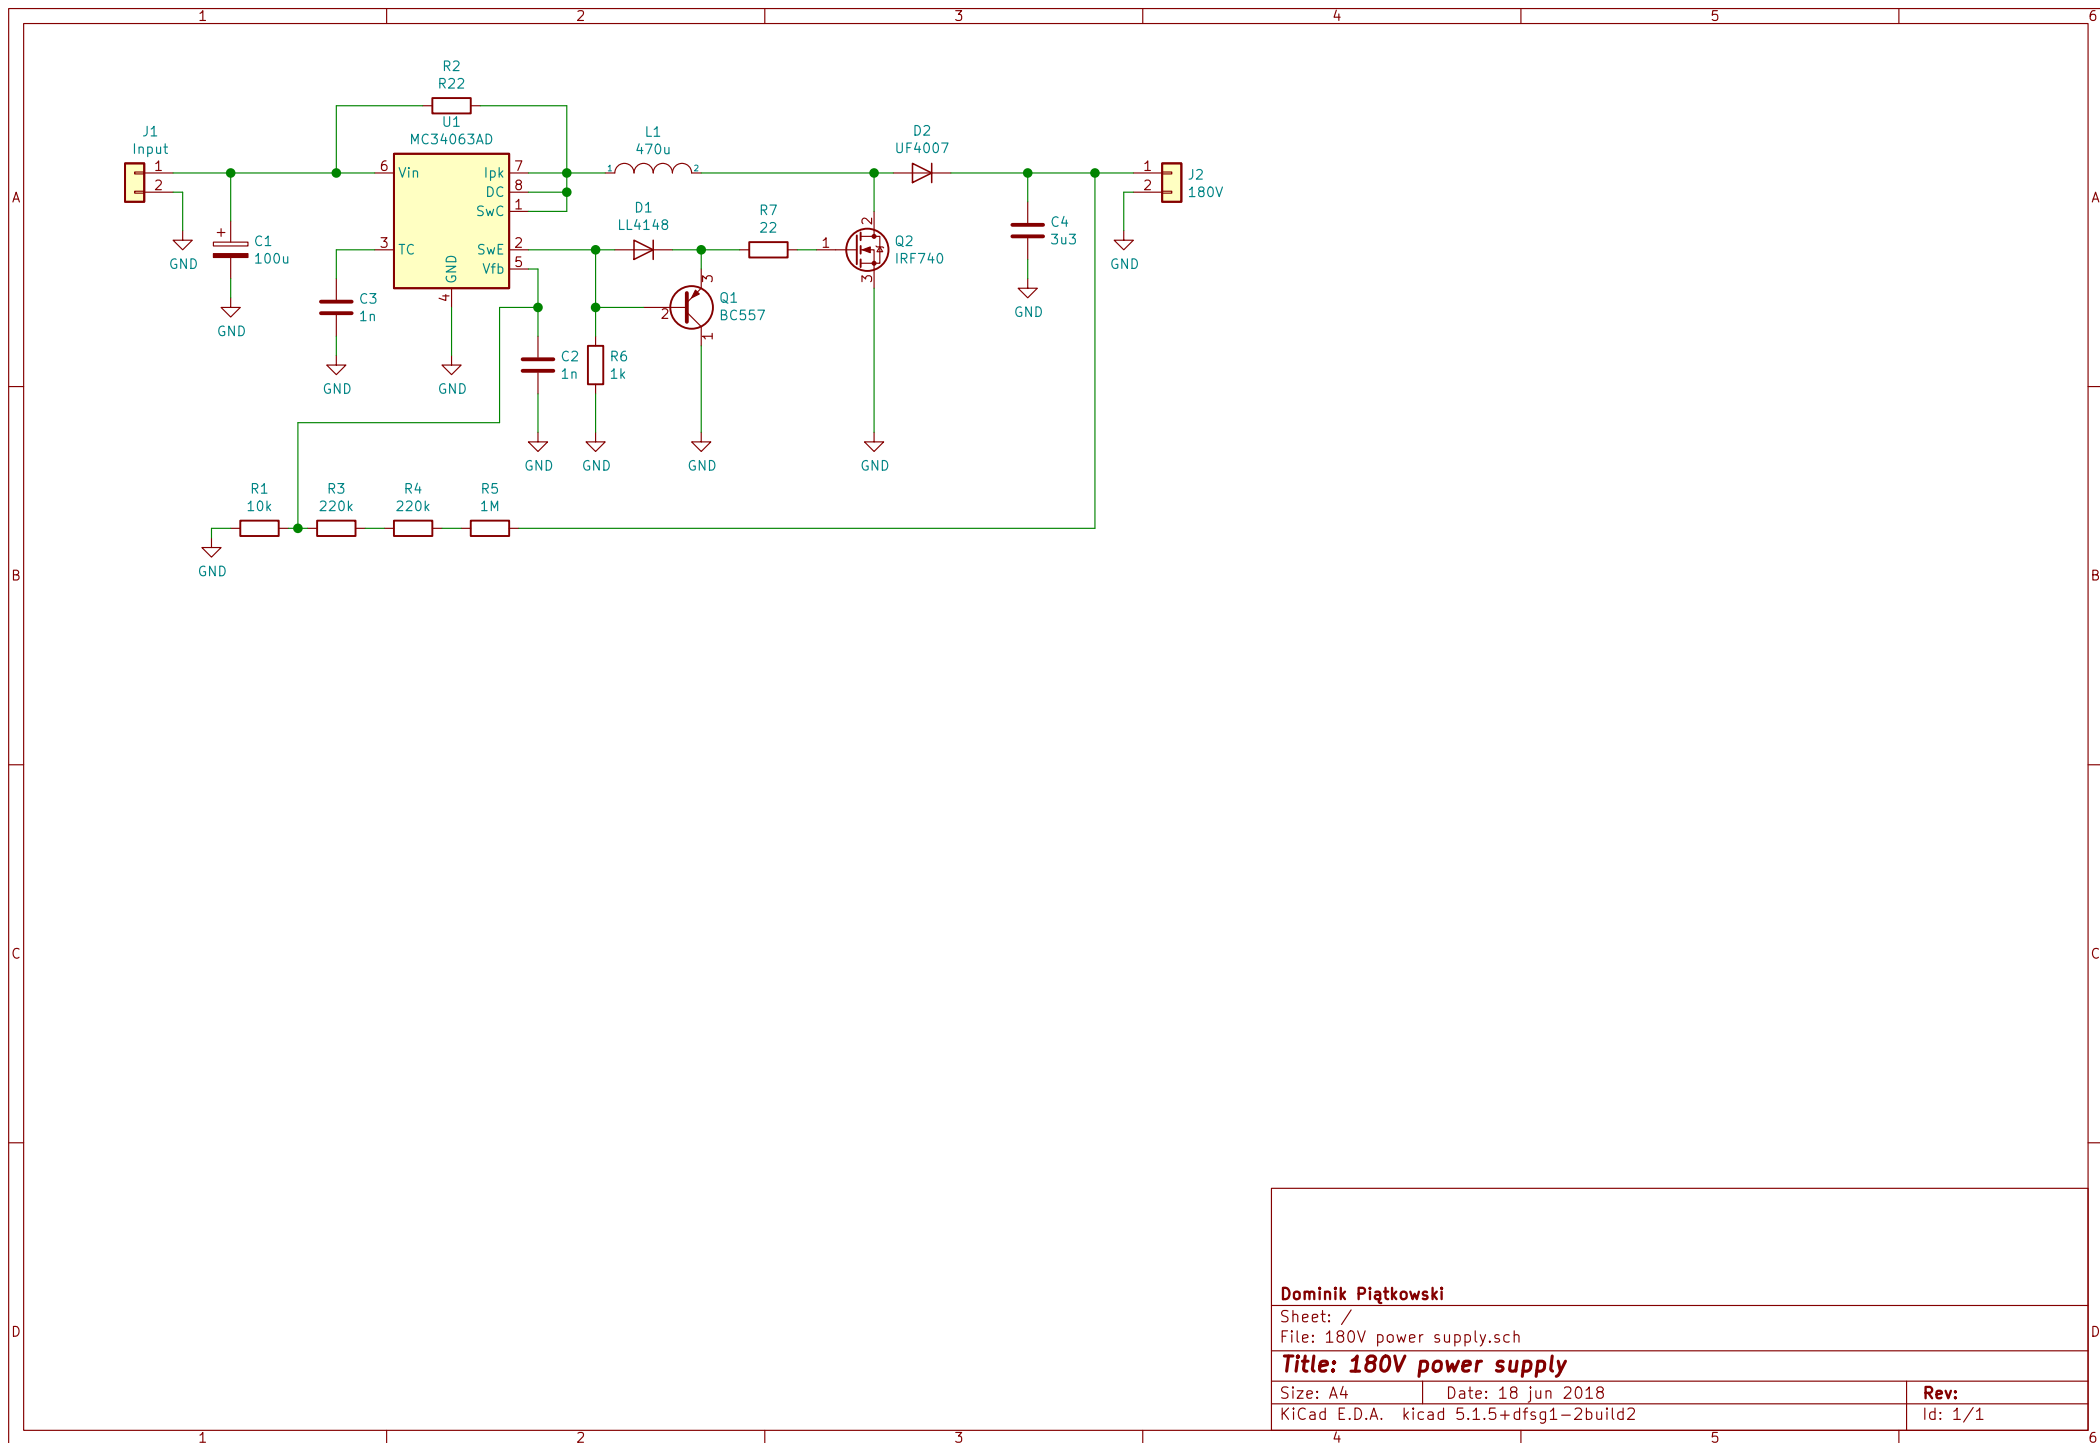 1 2 3 4 5 6
R2
R22
U1
MC34063AD
J1
Input
1
2
6 Vin
Ipk 7
DC 8
SwC 1
3 TC
SwE 2
Vfb 5
GND
4
L1
470u
1 2
D2
UF4007
1
2
J2
180V
A A
D1
LL4148
R7
22
1
2
3
Q2
IRF740
C4
3u3
GND
C1
100u
+
GND
GND
GND
C3
1n
3
2
1
Q1
BC557
GND
C2
1n
R6
1k
GND
GND
GND
GND
GND
GND
R1
10k
R3
220k
R4
220k
R5
1M
GND
B B
C C
Dominik Piątkowski
Sheet: /
File: 180V power supply.sch
D D
Title: 180V power supply
Size: A4
Date: 18 jun 2018
Rev:
KiCad E.D.A. kicad 5.1.5+dfsg1-2build2
Id: 1/1
1 2 3 4 5 6